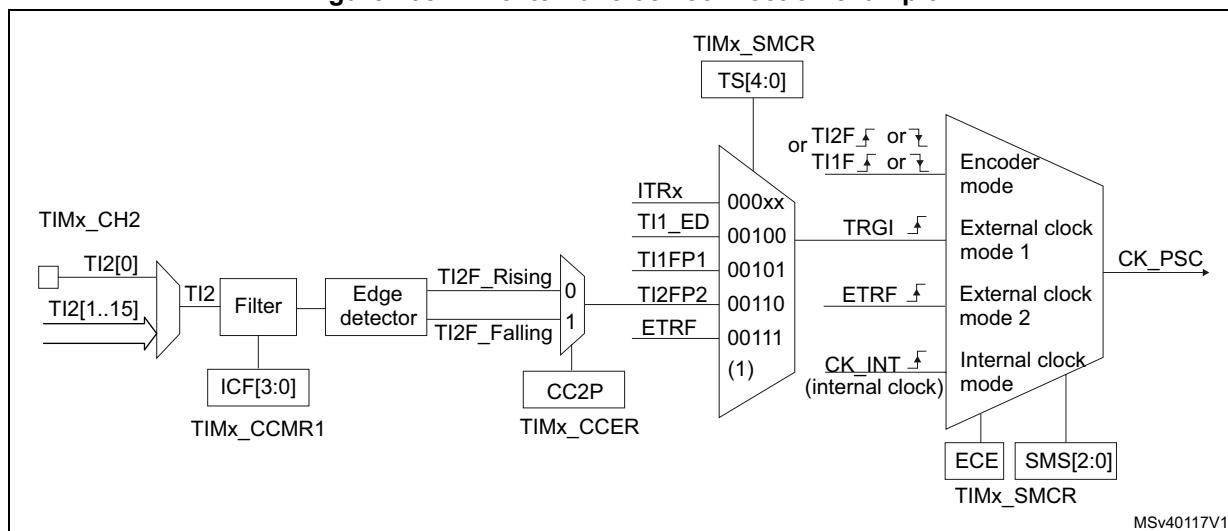 TIMx_SMCR
TS[4:0]
or TI2F or
TI1F or
Encoder
mode
ITRx
000xx
TIMx_CH2
TI1_ED
00100
TRGI
External clock
mode 1
CK_PSC
TI2[0]
TI2F_Rising
TI1FP1
00101
TI2
Filter
Edge
detector
0
TI2FP2
00110
ETRF
External clock
mode 2
TI2[1..15]
TI2F_Falling
1
ETRF
00111
(1)
CK_INT
(internal clock)
Internal clock
mode
ICF[3:0]
CC2P
TIMx_CCMR1
TIMx_CCER
ECE
SMS[2:0]
TIMx_SMCR
MSv40117V1